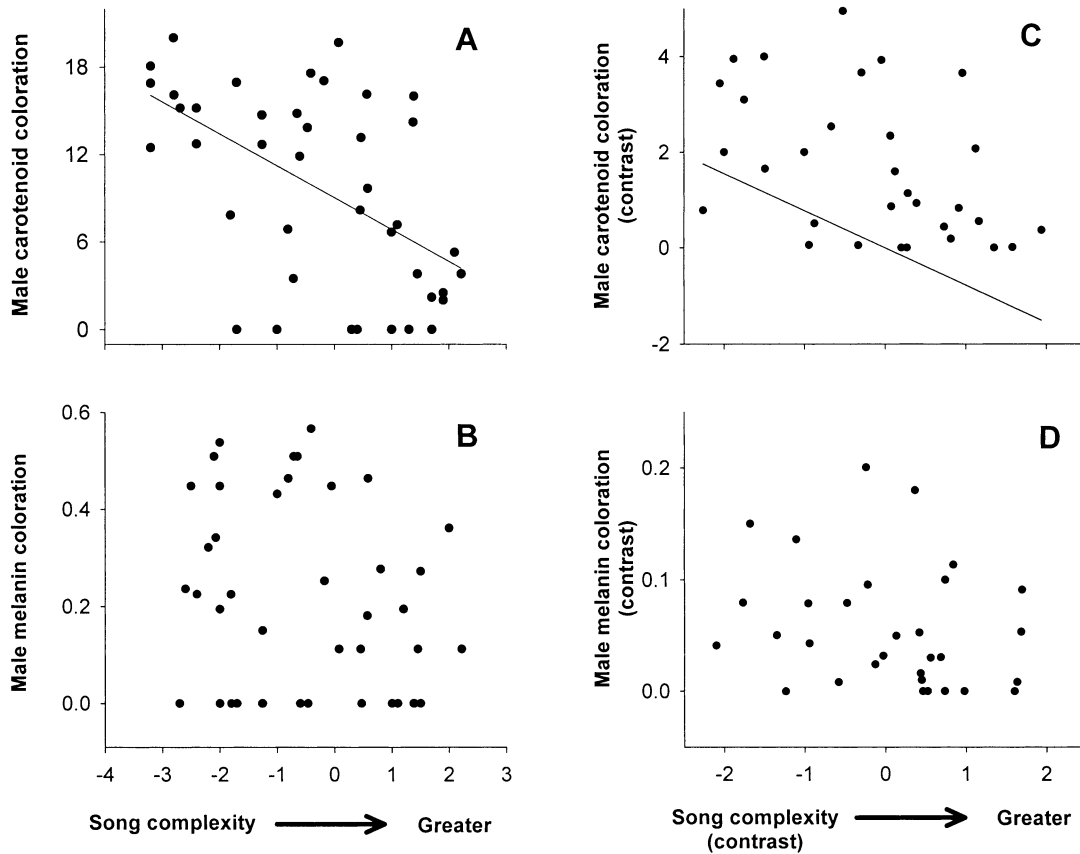 A
Male carotenoid coloration
18
12
6
0
B
Male melanin coloration
0.6
0.4
0.2
0.0
-4 -3 -2 -1 0 1 2 3
Song complexity Greater
C
Male carotenoid coloration
(contrast)
4
2
0
-2
D
Male melanin coloration
(contrast)
0.2
0.1
0.0
-2 -1 0 1 2
Song complexity Greater
(contrast)